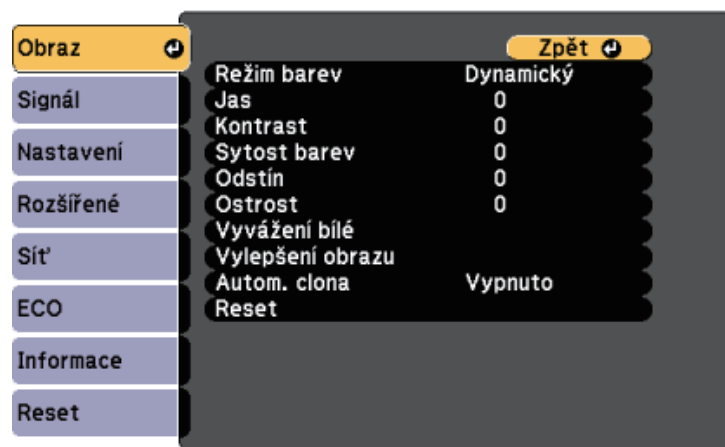 Obraz
Signál
Nastavení
Rozšířené
Síť
ECO
Informace
Reset
Zpět
Režim barev Dynamický
Jas 0
Kontrast 0
Sytost barev 0
Odstín 0
Ostrost 0
Vyvážení bílé
Vylepšení obrazu
Autom. clona Vypnuto
Reset